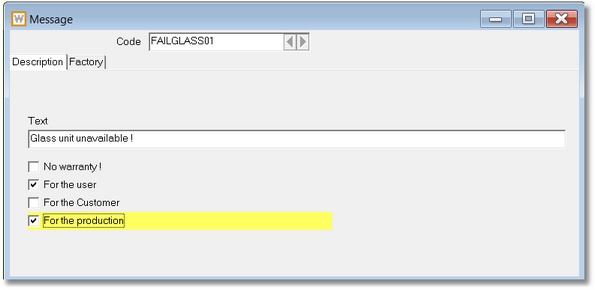 W Message
Code FAILGLASS01
Description Factory
Text
Glass unit unavailable !
No warranty !
For the user
For the Customer
For the production